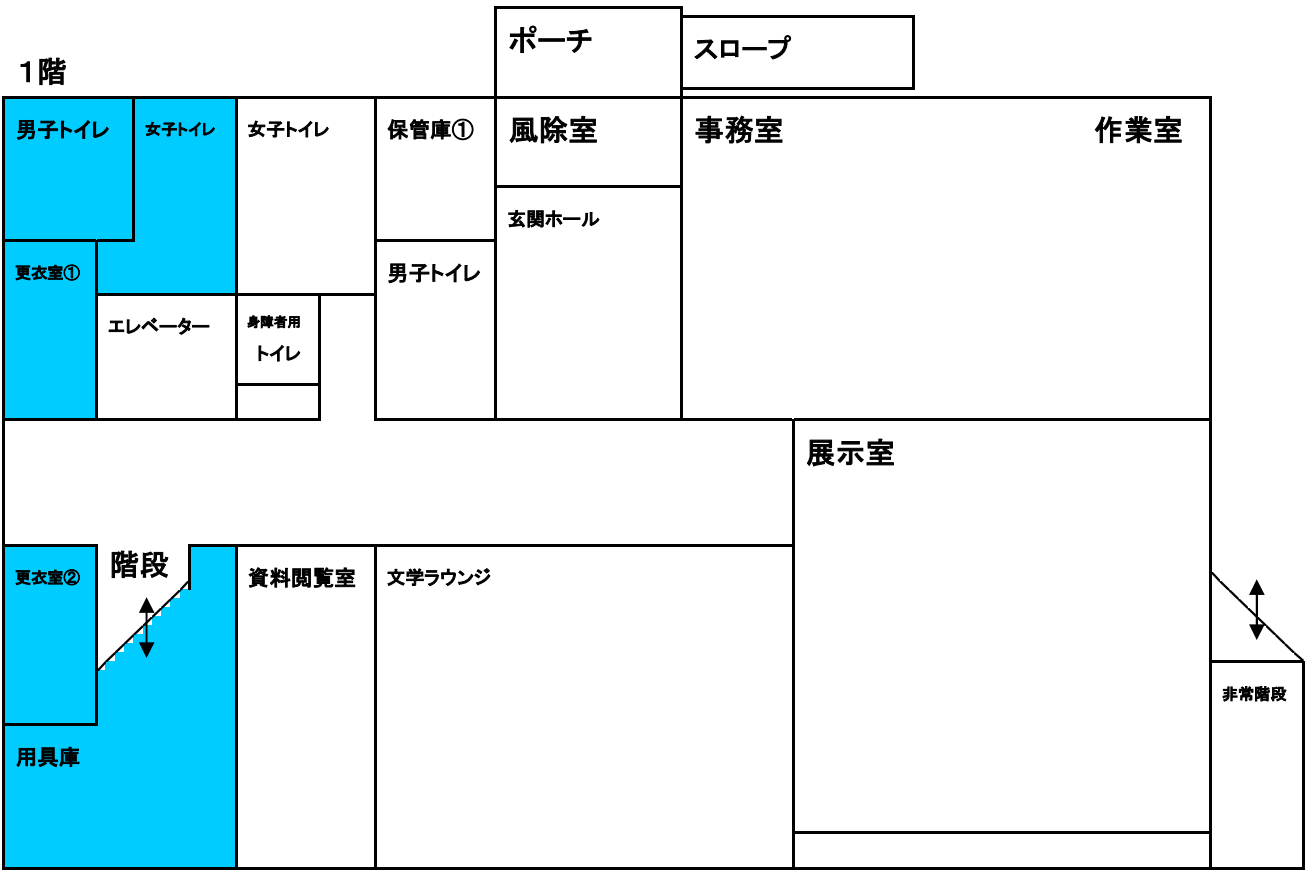 ポーチ
スロープ
１階
男子トイレ
女子トイレ
女子トイレ
保管庫①
風除室
事務室
作業室
玄関ホール
更衣室①
男子トイレ
エレベーター
身障者用
トイレ
展示室
階段
更衣室②
資料閲覧室
文学ラウンジ
非常階段
用具庫